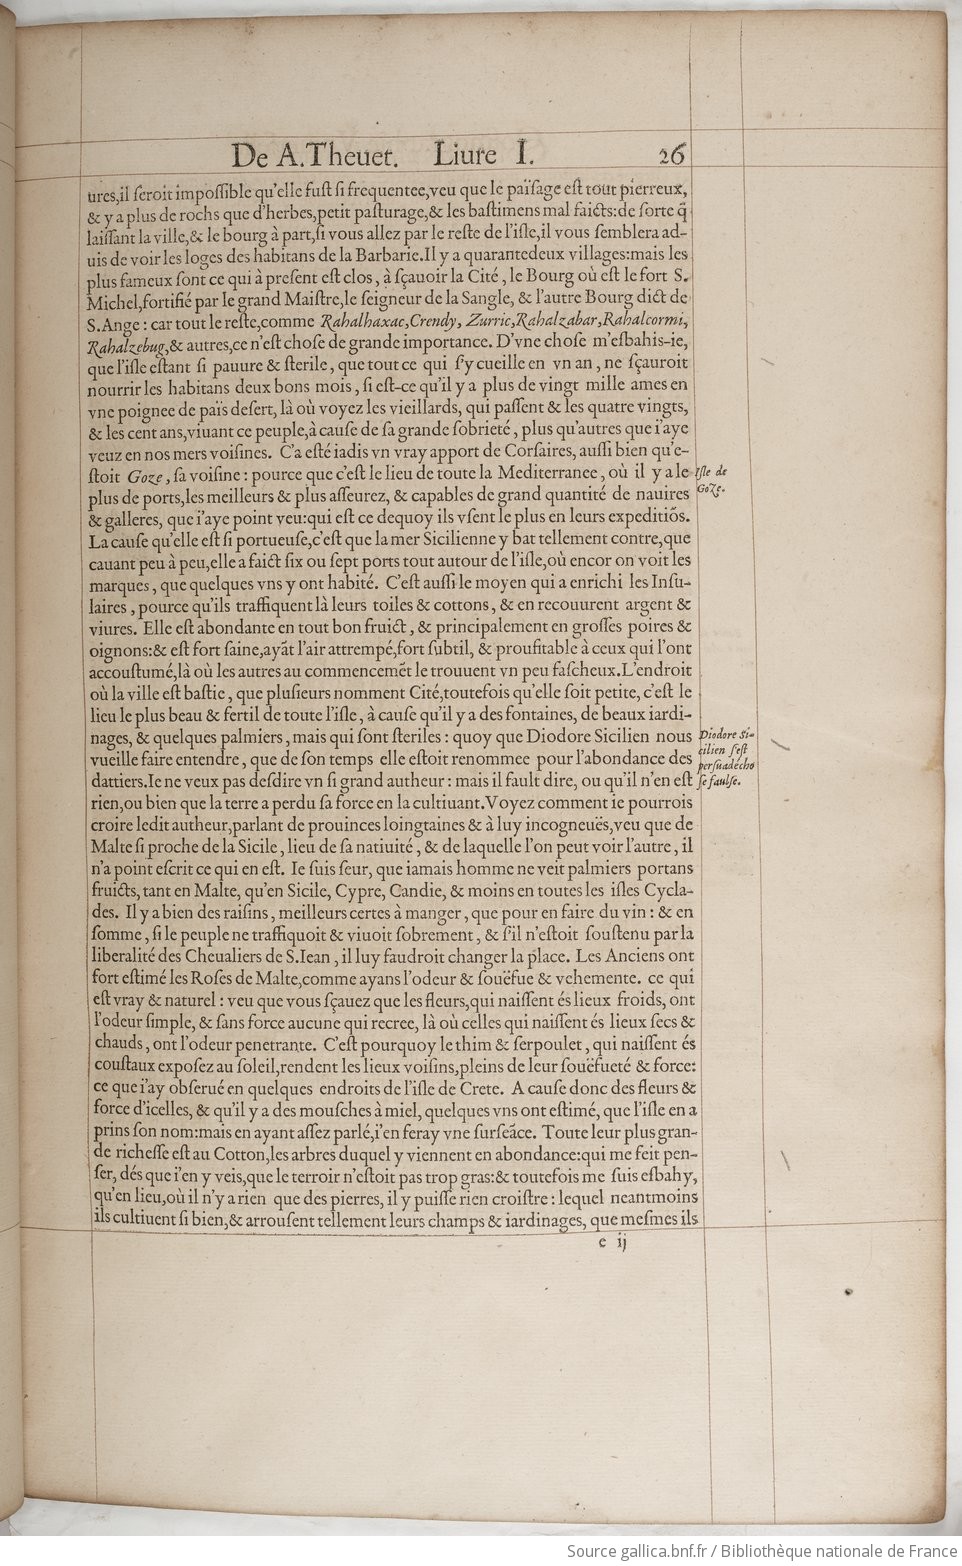 De A.Theuet. Liure I. 26
ures,il seroit impossible qu'elle fust si frequentee,veu que le païsage est tout pierreux,
& y a plus de rochs que d'herbes,petit pasturage,& les bastimens mal faicts:de sorte q̃
laissant la ville,& le bourg à part,si vous allez par le reste de l'isle,il vous semblera ad-
uis de voir les loges des habitans de la Barbarie.Il y a quarantedeux villages:mais les
plus fameux sont ce qui à present est clos, à sçauoir la Cité, le Bourg où est le fort S.
Michel,fortifié par le grand Maistre,le seigneur de la Sangle, & l'autre Bourg dict de
S.Ange: car tout le reste,comme Rahalhaxac,Crendy, Zurric,Rahalzabar,Rahalcormi,
Rahalzebug,& autres,ce n'est chose de grande importance. D'vne chose m'esbahis-ie,
que l'isle estant si pauure & sterile, que tout ce qui s'y cueille en vn an, ne sçauroit
nourrir les habitans deux bons mois, si est-ce qu'il y a plus de vingt mille ames en
vne poignee de païs desert, là où voyez les vieillards, qui passent & les quatre vingts,
& les cent ans,viuant ce peuple,à cause de sa grande sobrieté, plus qu'autres que i'aye
veuz en nos mers voisines. C'a esté iadis vn vray apport de Corsaires, aussi bien qu'e-
stoit Goze, sa voisine: pource que c'est le lieu de toute la Mediterranee, où il y a le
Isle de
Goze.
plus de ports,les meilleurs & plus asseurez, & capables de grand quantité de nauires
& galleres, que i'aye point veu:qui est ce dequoy ils vsent le plus en leurs expeditiõs.
La cause qu'elle est si portueuse,c'est que la mer Sicilienne y bat tellement contre,que
cauant peu à peu,elle a faict six ou sept ports tout autour de l'isle,où encor on voit les
marques, que quelques vns y ont habité. C'est aussi le moyen qui a enrichi les Insu-
laires, pource qu'ils traffiquent là leurs toiles & cottons, & en recouurent argent &
viures. Elle est abondante en tout bon fruict, & principalement en grosses poires &
oignons:& est fort saine,ayãt l'air attrempé,fort subtil, & proufitable à ceux qui l'ont
accoustumé,là où les autres au commencemẽt le trouuent vn peu fascheux.L'endroit
où la ville est bastie, que plusieurs nomment Cité,toutefois qu'elle soit petite, c'est le
lieu le plus beau & fertil de toute l'isle, à cause qu'il y a des fontaines, de beaux iardi-
nages, & quelques palmiers, mais qui sont steriles: quoy que Diodore Sicilien nous
vueille faire entendre, que de son temps elle estoit renommee pour l'abondance des
dattiers.Ie ne veux pas desdire vn si grand autheur: mais il fault dire, ou qu'il n'en est
Diodore Si-
cilien s'est
persuadé cho
se faulse.
rien,ou bien que la terre a perdu sa force en la cultiuant.Voyez comment ie pourrois
croire ledit autheur,parlant de prouinces loingtaines & à luy incogneuës,veu que de
Malte si proche de la Sicile, lieu de sa natiuité, & de laquelle l'on peut voir l'autre, il
n'a point escrit ce qui en est. Ie suis seur, que iamais homme ne veit palmiers portans
fruicts, tant en Malte, qu'en Sicile, Cypre, Candie, & moins en toutes les isles Cycla-
des. Il y a bien des raisins, meilleurs certes à manger, que pour en faire du vin: & en
somme, si le peuple ne traffiquoit & viuoit sobrement, & s'il n'estoit soustenu par la
liberalité des Cheualiers de S.Iean, il luy faudroit changer la place. Les Anciens ont
fort estimé les Roses de Malte,comme ayans l'odeur & souëfue & vehemente. ce qui
est vray & naturel: veu que vous sçauez que les fleurs,qui naissent és lieux froids, ont
l'odeur simple, & sans force aucune qui recree, là où celles qui naissent és lieux secs &
chauds, ont l'odeur penetrante. C'est pourquoy le thim & serpoulet, qui naissent és
coustaux exposez au soleil,rendent les lieux voisins,pleins de leur souëfueté & force:
ce que i'ay obserué en quelques endroits de l'isle de Crete. A cause donc des fleurs &
force d'icelles, & qu'il y a des mousches à miel, quelques vns ont estimé, que l'isle en a
prins son nom:mais en ayant assez parlé,i'en feray vne surseãce. Toute leur plus gran-
de richesse est au Cotton,les arbres duquel y viennent en abondance:qui me feit pen-
ser, dés que i'en y veis,que le terroir n'estoit pas trop gras:& toutefois me suis esbahy,
qu'en lieu,où il n'y a rien que des pierres, il y puisse rien croistre: lequel neantmoins
ils cultiuent si bien,& arrousent tellement leurs champs & iardinages, que mesmes ils
e ij
Source gallica.bnf.fr / Bibliothèque nationale de France